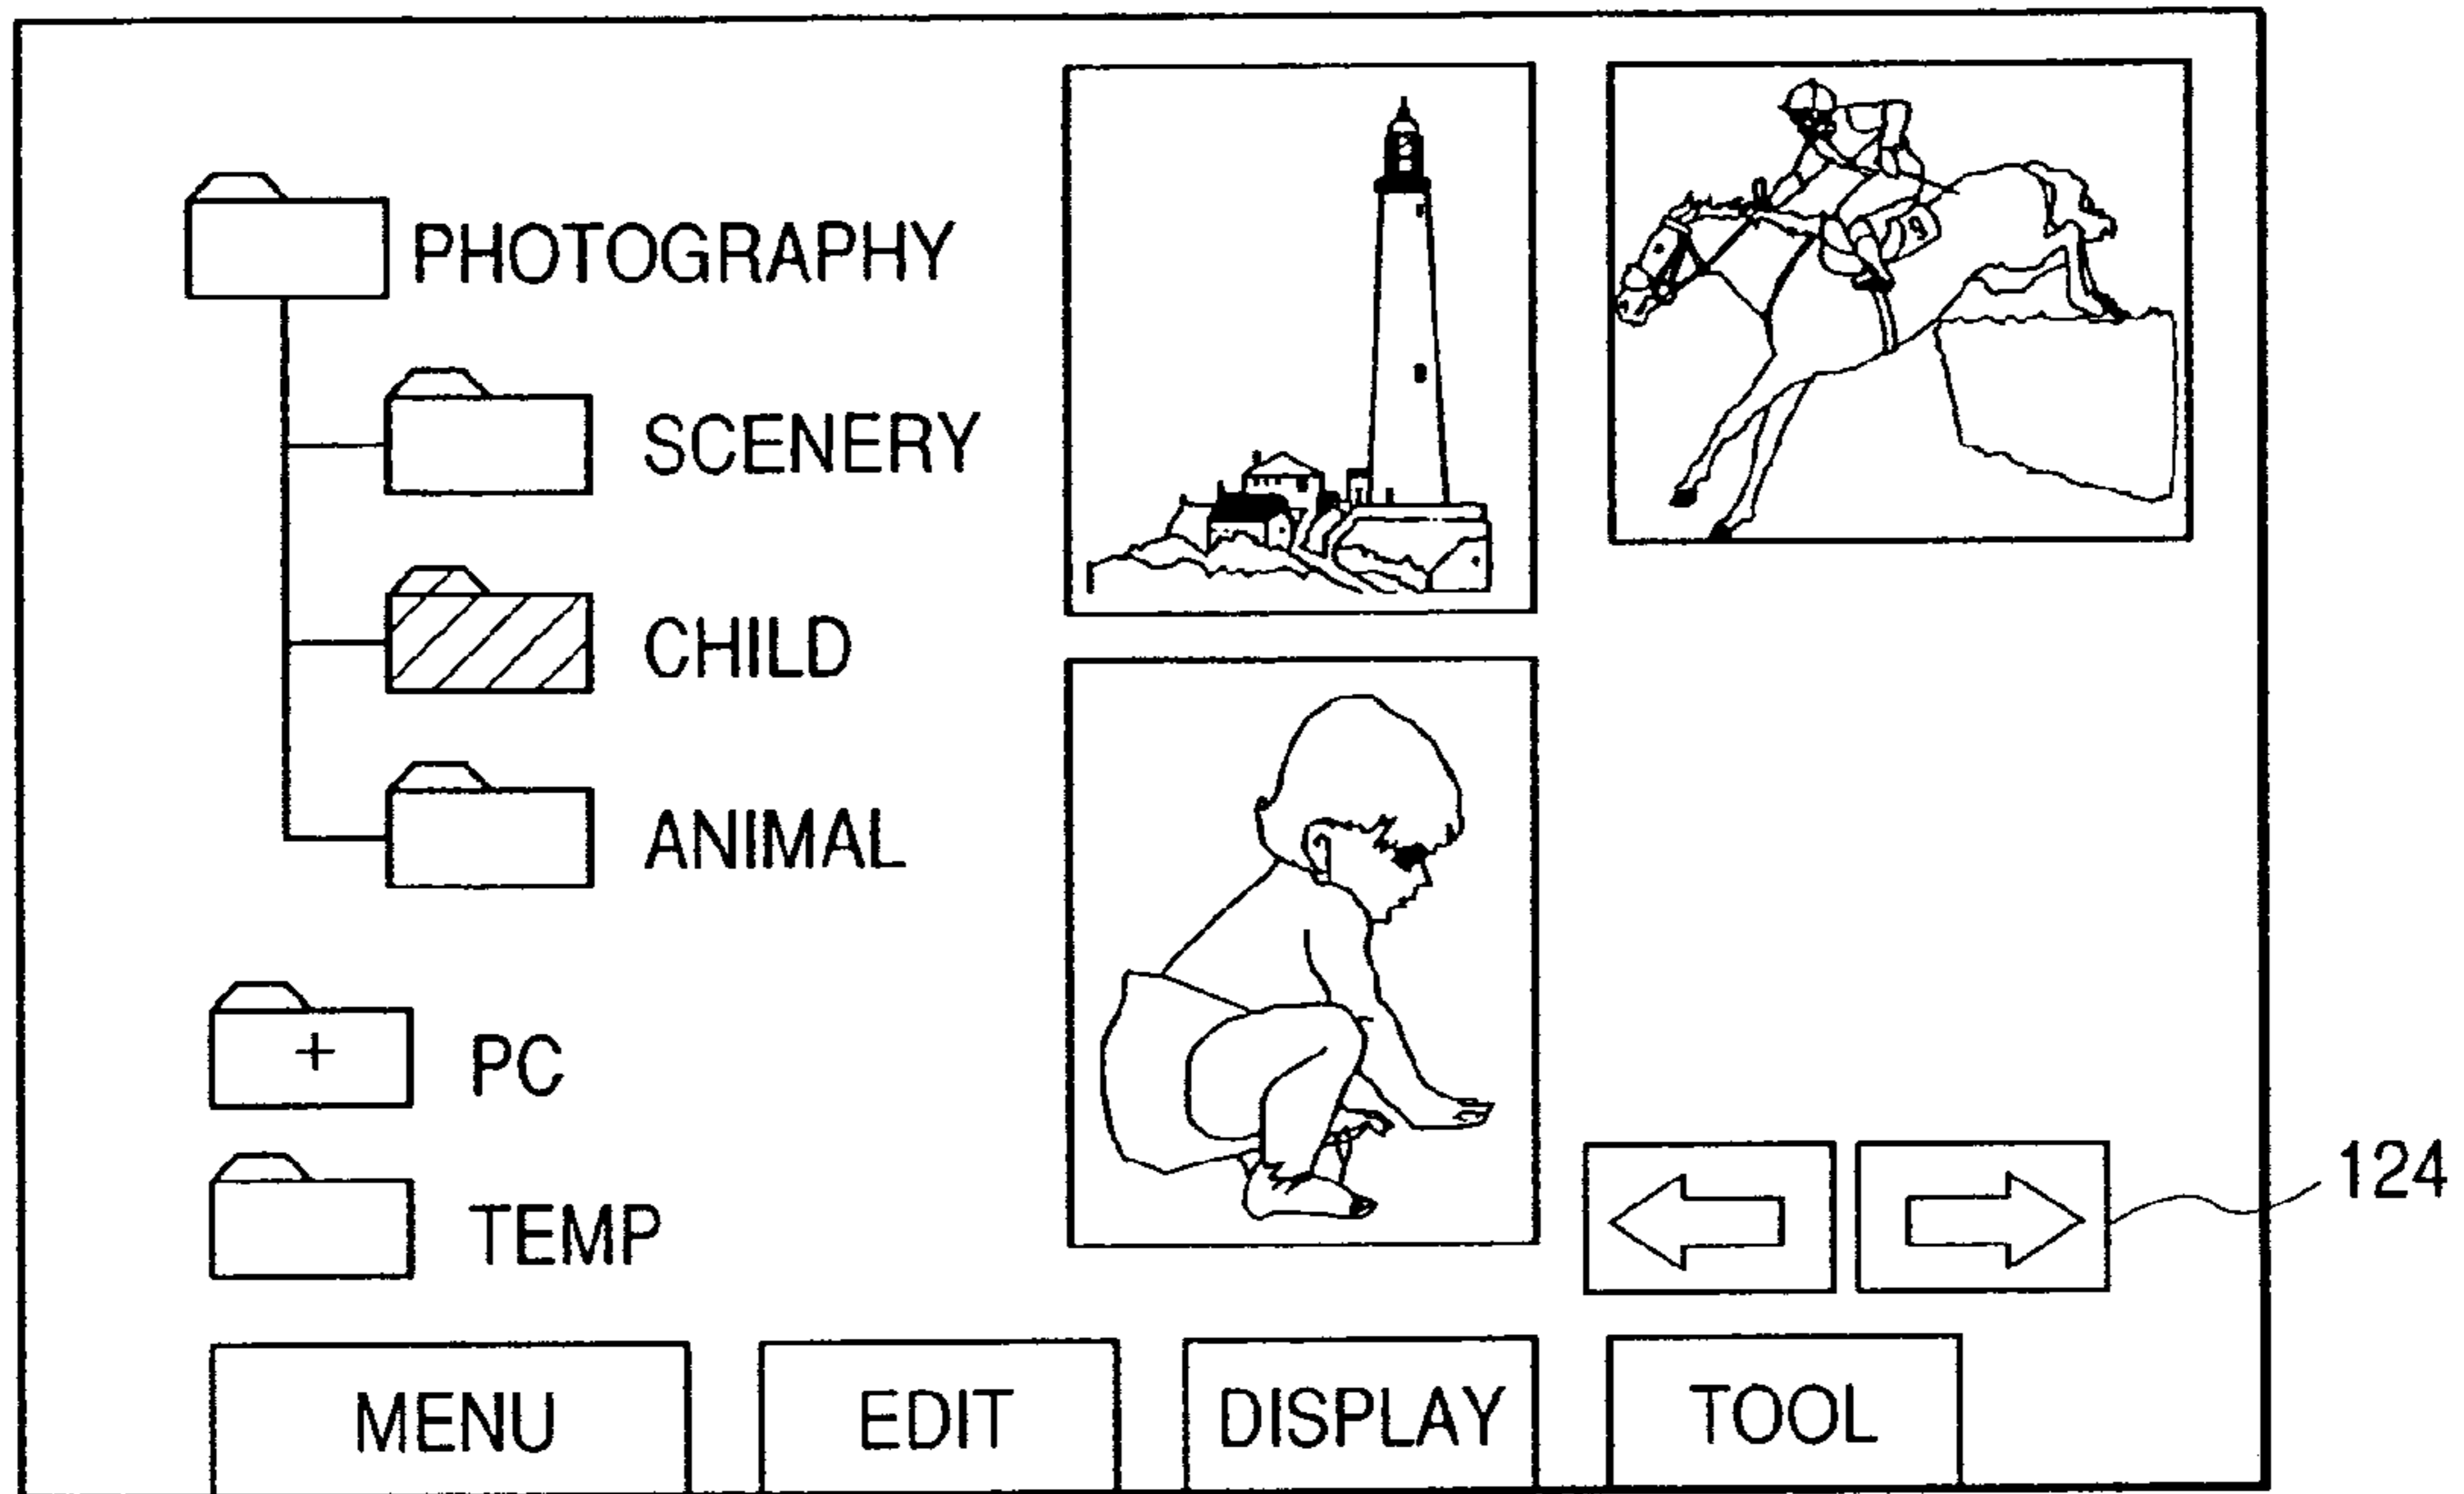 PHOTOGRAPHY
SCENERY
CHILD
ANIMAL
+ PC
TEMP
124
MENU EDIT DISPLAY TOOL